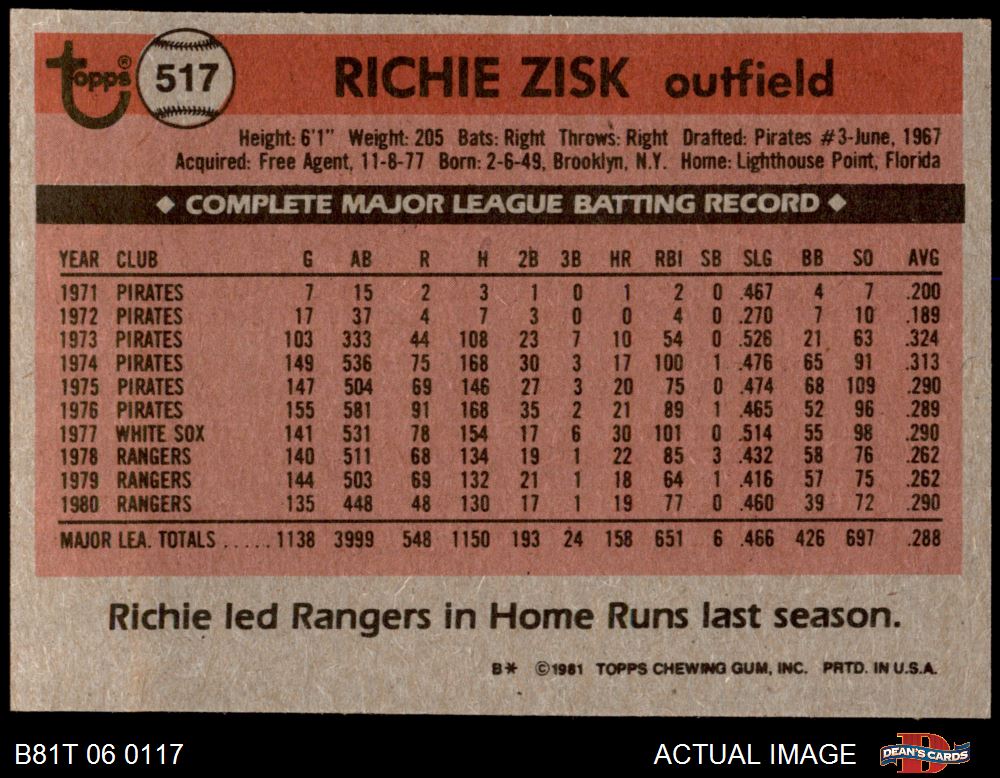 Topps® 517 RICHIE ZISK outfield
Height: 6'1" Weight: 205 Bats: Right Throws: Right Drafted: Pirates #3-June, 1967
Acquired: Free Agent, 11-8-77 Born: 2-6-49, Brooklyn, N.Y. Home: Lighthouse Point, Florida
◆ COMPLETE MAJOR LEAGUE BATTING RECORD ◆
YEAR CLUB G AB R H 2B 3B HR RBI SB SLG BB SO AVG
1971 PIRATES 7 15 2 3 1 0 1 2 0 .467 4 7 .200
1972 PIRATES 17 37 4 7 3 0 0 4 0 .270 7 10 .189
1973 PIRATES 103 333 44 108 23 7 10 54 0 .526 21 63 .324
1974 PIRATES 149 536 75 168 30 3 17 100 1 .476 65 91 .313
1975 PIRATES 147 504 69 146 27 3 20 75 0 .474 68 109 .290
1976 PIRATES 155 581 91 168 35 2 21 89 1 .465 52 96 .289
1977 WHITE SOX 141 531 78 154 17 6 30 101 0 .514 55 98 .290
1978 RANGERS 140 511 68 134 19 1 22 85 3 .432 58 76 .262
1979 RANGERS 144 503 69 132 21 1 18 64 1 .416 57 75 .262
1980 RANGERS 135 448 48 130 17 1 19 77 0 .460 39 72 .290
MAJOR LEA. TOTALS ..... 1138 3999 548 1150 193 24 158 651 6 .466 426 697 .288
Richie led Rangers in Home Runs last season.
B* ©1981 TOPPS CHEWING GUM, INC. PRTD. IN U.S.A.
B81T 06 0117 ACTUAL IMAGE DEAN'S CARDS